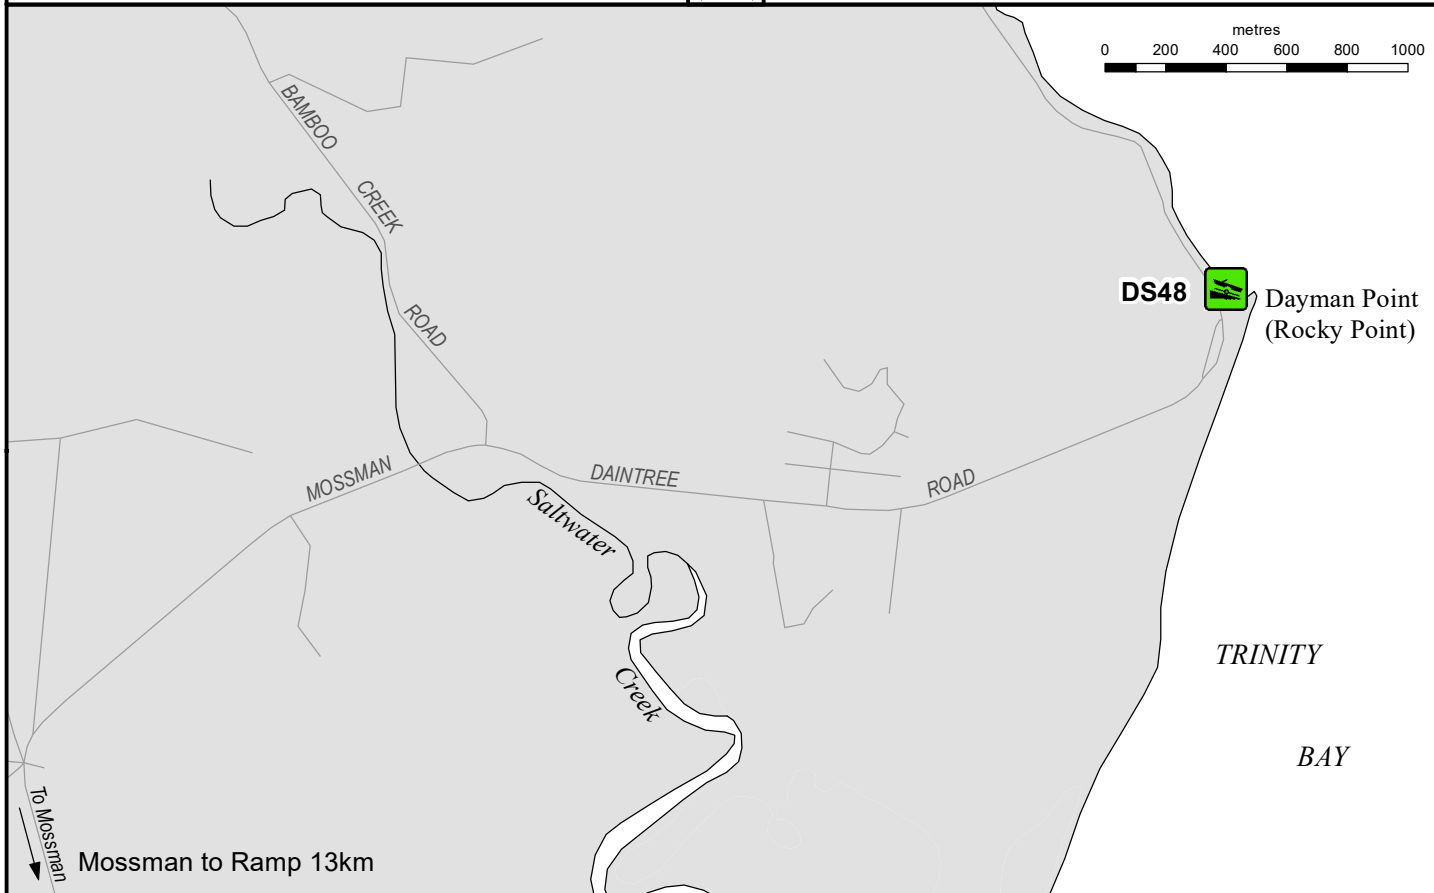 metres
0 200 400 600 800 1000
BAMBOO
CREEK
ROAD
DS48
Dayman Point
(Rocky Point)
MOSSMAN
DAINTREE
ROAD
Saltwater
Creek
TRINITY
BAY
To Mossman
Mossman to Ramp 13km